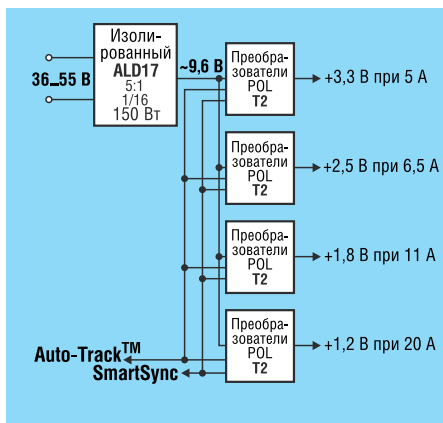 Изоли-
рованный
ALD17
5:1
1/16
150 Вт
36...55 В
~9,6 В
Преобра-
зователи
POL
T2
+3,3 В при 5 А
Преобра-
зователи
POL
T2
+2,5 В при 6,5 А
Преобра-
зователи
POL
T2
+1,8 В при 11 А
Преобра-
зователи
POL
T2
+1,2 В при 20 А
Auto-Track™
SmartSync